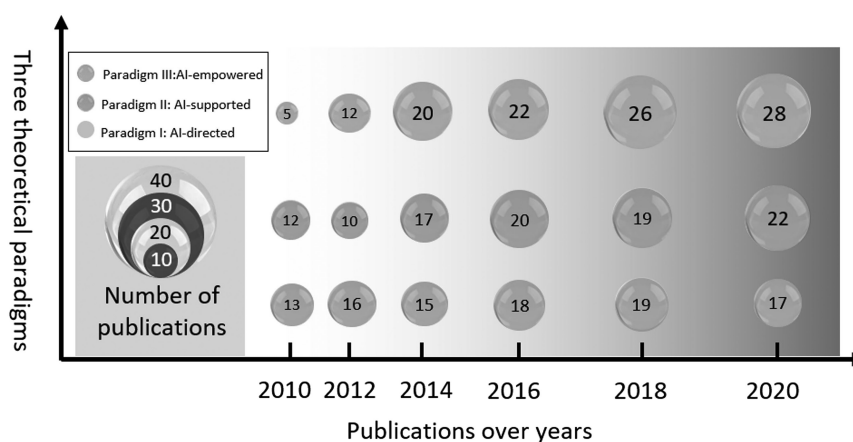 Three theoretical paradigms
Paradigm III:AI-empowered
Paradigm II: AI-supported
Paradigm I: AI-directed
40
30
20
10
Number of
publications
5 12 20 22 26 28
12 10 17 20 19 22
13 16 15 18 19 17
2010 2012 2014 2016 2018 2020
Publications over years